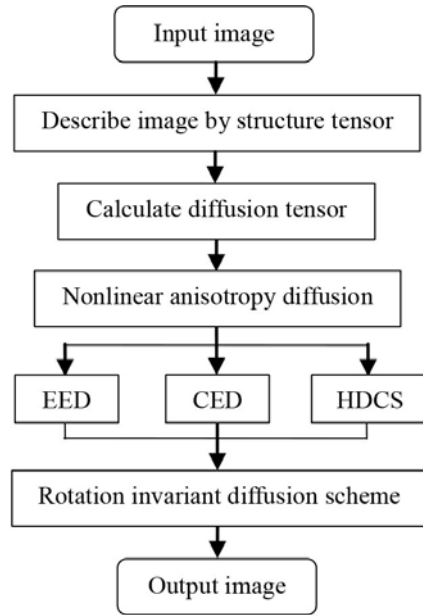 Input image
Describe image by structure tensor
Calculate diffusion tensor
Nonlinear anisotropy diffusion
EED
CED
HDCS
Rotation invariant diffusion scheme
Output image